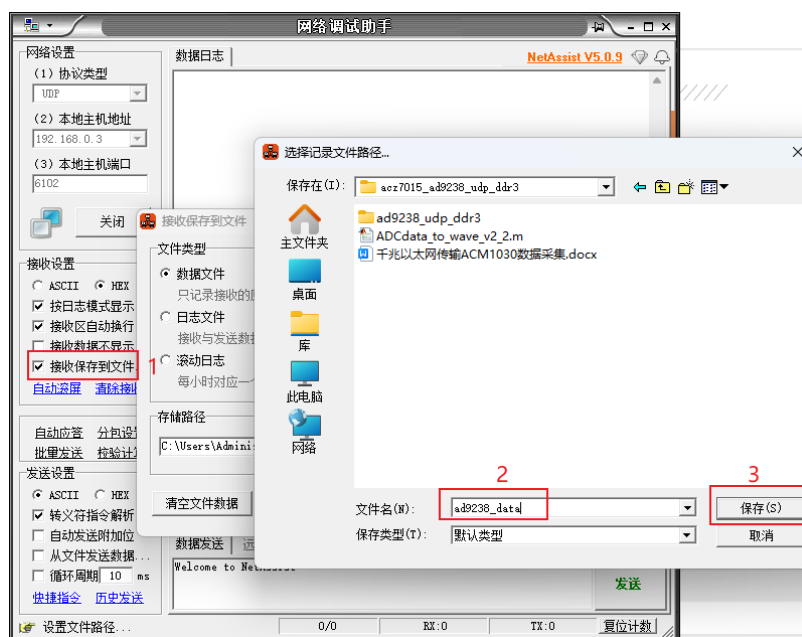 网络调试助手
网络设置
(1) 协议类型
UDP
(2) 本地主机地址
192.168.0.3
(3) 本地主机端口
6102
关闭
数据日志
NetAssist V5.0.9
接收设置
ASCII HEX
按日志模式显示
接收区自动换行
接收数据不显示
接收保存到文件
1
自动滚屏 清除接收
自动应答 分包设
批量发送 校验计
发送设置
ASCII HEX
转义符指令解析
自动发送附加位
从文件发送数据...
循环周期 10 ms
快捷指令 历史发送
接收保存到文件
文件类型
数据文件
只记录接收的
日志文件
接收与发送数据
滚动日志
每小时对应一个
存储路径
C:\Users\Admini
清空文件数据
选择记录文件路径...
保存在(I):
acz7015_ad9238_udp_ddr3
主文件夹
桌面
库
此电脑
网络
ad9238_udp_ddr3
ADCdata_to_wave_v2_2.m
千兆以太网传输ACM1030数据采集.docx
2
3
文件名(N):
ad9238_data
保存(S)
保存类型(T):
默认类型
取消
数据发送
Welcome to NetAssist
发送
设置文件路径...
0/0
RX:0
TX:0
复位计数